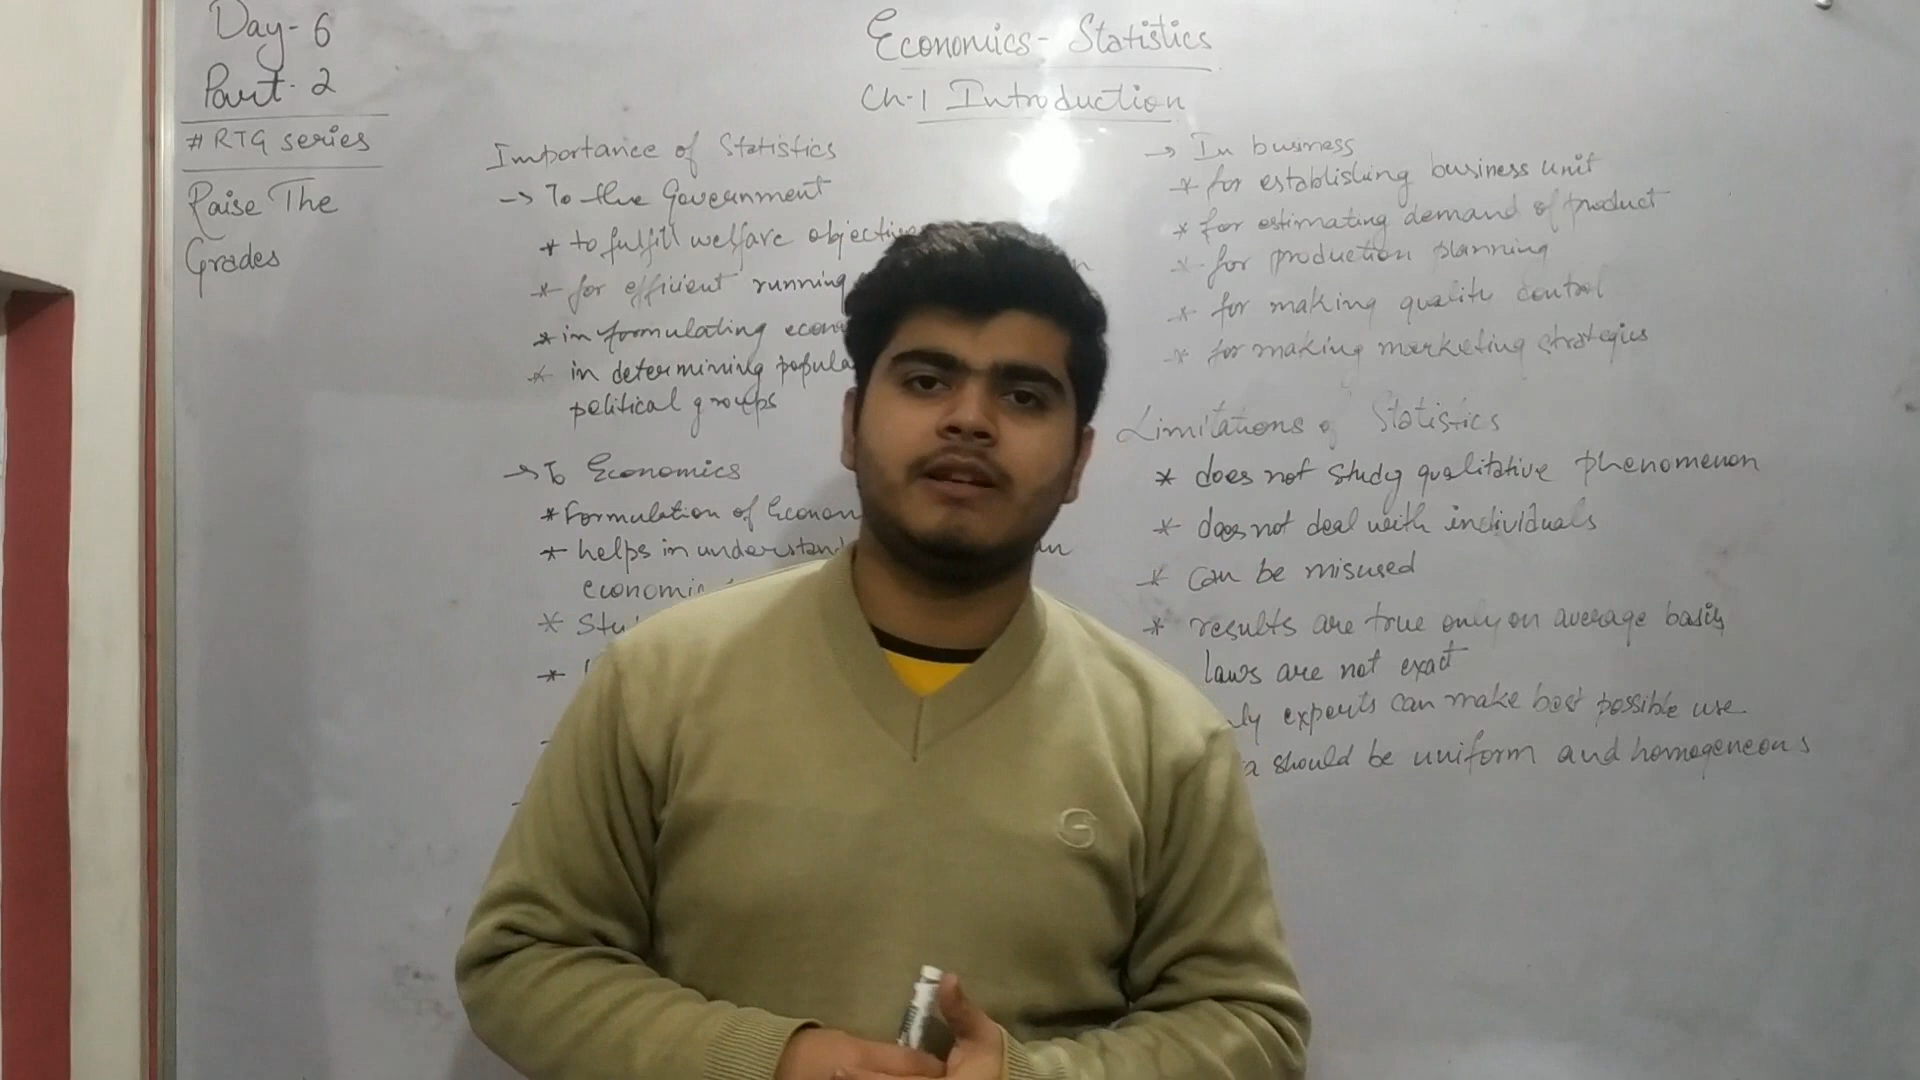 Day-6
Part-2
# RTG series
Raise The
Grades
Economics- Statistics
Ch-1 Introduction
Importance of Statistics
→ To the Government
* to fulfill welfare
* for efficient running
* in formulating
* in determining
political groups
→ To Economics
* Formulation of
* helps in
* 
*
→ In business
* for establishing business unit
* for estimating demand of product
* for production planning
* for making quality control
* for making marketing strategies
Limitations of Statistics
* does not study qualitative phenomenon
* does not deal with individuals
* can be misused
* results are true only on average basis
laws are not exact
experts can make best possible use
should be uniform and homogeneous
G